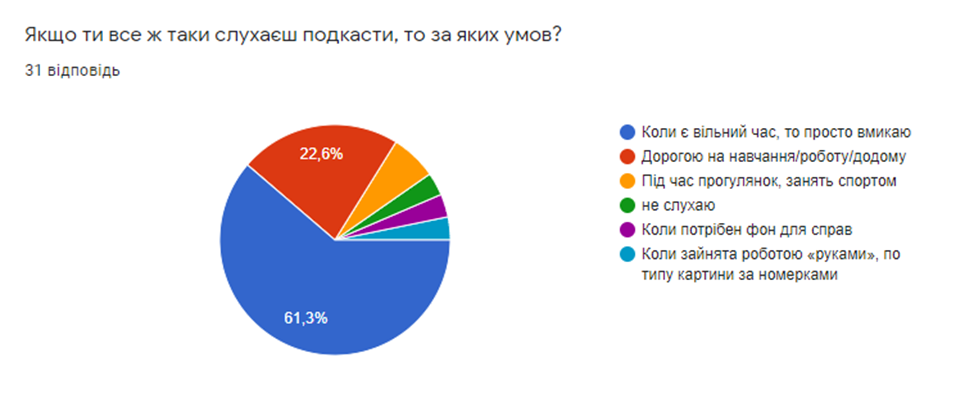 Якщо ти все ж таки слухаєш подкасти, то за яких умов?
31 відповідь
22,6%
61,3%
Коли є вільний час, то просто вмикаю
Дорогою на навчання/роботу/додому
Під час прогулянок, занять спортом
не слухаю
Коли потрібен фон для справ
Коли зайнята роботою «руками», по
типу картини за номерками